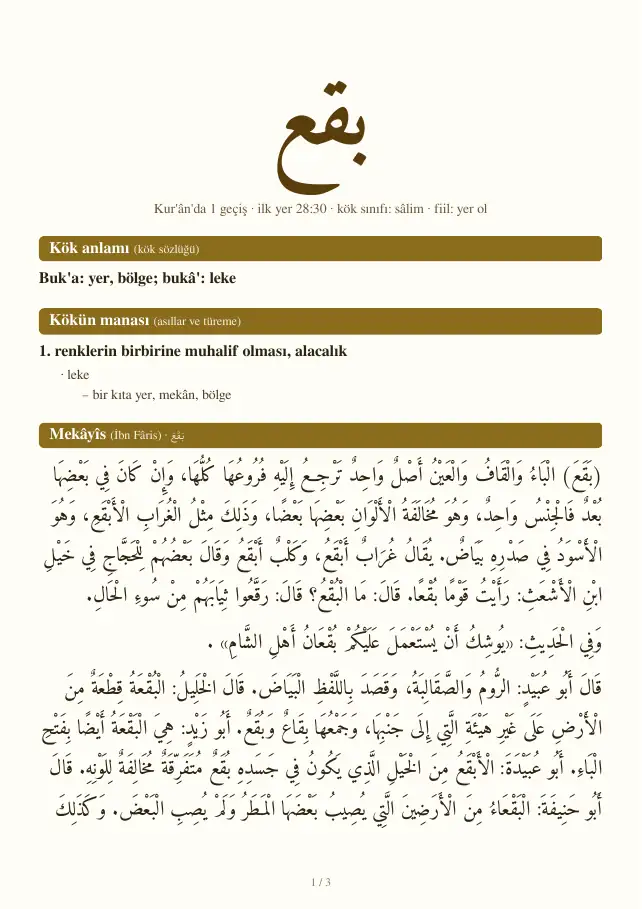 بقع
Kur'ân'da 1 geçiş · ilk yer 28:30 · kök sınıfı: sâlim · fiil: yer ol
Kök anlamı (kök sözlüğü)
Buk'a: yer, bölge; bukâ': leke
Kökün manası (asıllar ve türeme)
1. renklerin birbirine muhalif olması, alacalık
· leke
– bir kıta yer, mekân, bölge
Mekâyîs (İbn Fâris) · بَقَعَ
(بَقَعَ) الْبَاءُ وَالْقَافُ وَالْعَيْنُ أَصْلٌ وَاحِدٌ تَرْجِعُ إِلَيْهِ فُرُوعُهَا كُلُّهَا، وَإِنْ كَانَ فِي بَعْضِهَا
بُعْدٌ فَالْجِنْسُ وَاحِدٌ، وَهُوَ مُخَالَفَةُ الْأَلْوَانِ بَعْضِهَا بَعْضًا، وَذَلِكَ مِثْلُ الْغُرَابِ الْأَبْقَعِ، وَهُوَ
الْأَسْوَدُ فِي صَدْرِهِ بَيَاضٌ. يُقَالُ غُرَابٌ أَبْقَعُ، وَكَلْبٌ أَبْقَعُ وَقَالَ بَعْضُهُمْ لِلْحَجَّاجِ فِي خَيْلِ
ابْنِ الْأَشْعَثِ: رَأَيْتُ قَوْمًا بُقْعًا. قَالَ: مَا الْبُقْعُ؟ قَالَ: رَقَّعُوا ثِيَابَهُمْ مِنْ سُوءِ الْحَالِ.
وَفِي الْحَدِيثِ: «يُوشِكُ أَنْ يُسْتَعْمَلَ عَلَيْكُمْ بُقْعَانُ أَهْلِ الشَّامِ» .
قَالَ أَبُو عُبَيْدٍ: الرُّومُ وَالصَّقَالِبَةُ، وَقَصَدَ بِاللَّفْظِ الْبَيَاضَ. قَالَ الْخَلِيلُ: الْبُقْعَةُ قِطْعَةٌ مِنَ
الْأَرْضِ عَلَى غَيْرِ هَيْئَةِ الَّتِي إِلَى جَنْبِهَا، وَجَمْعُهَا بِقَاعٌ وَبُقَعٌ. أَبُو زَيْدٍ: هِيَ الْبَقْعَةُ أَيْضًا بِفَتْحِ
الْبَاءِ. أَبُو عُبَيْدَةَ: الْأَبْقَعُ مِنَ الْخَيْلِ الَّذِي يَكُونُ فِي جَسَدِهِ بُقَعٌ مُتَفَرِّقَةٌ مُخَالِفَةٌ لِلَوْنِهِ. قَالَ
أَبُو حَنِيفَةَ: الْبَقْعَاءُ مِنَ الْأَرَضِينَ الَّتِي يُصِيبُ بَعْضَهَا الْمَطَرُ وَلَمْ يُصِبِ الْبَعْضَ. وَكَذَلِكَ
1 / 3